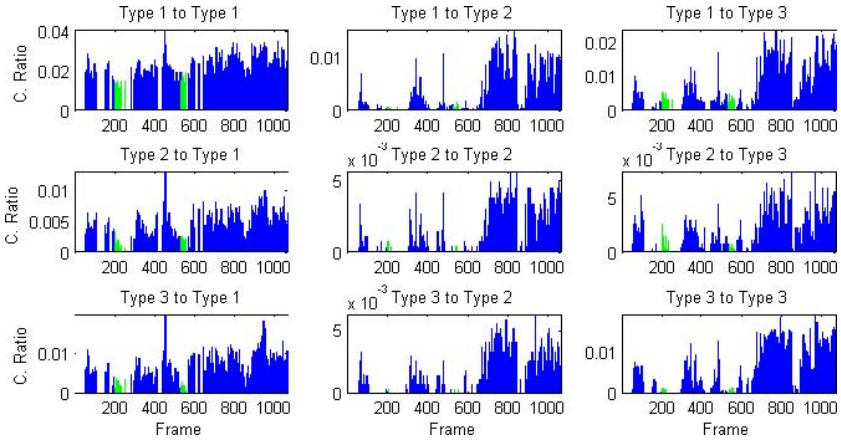 Type 1 to Type 1
Type 1 to Type 2
Type 1 to Type 3
C. Ratio
0.04
0.02
0
200 400 600 800 1000
0.01
0
200 400 600 800 1000
0.02
0.01
0
200 400 600 800 1000
Type 2 to Type 1
x 10⁻³ Type 2 to Type 2
x 10⁻³ Type 2 to Type 3
C. Ratio
0.01
0.005
0
200 400 600 800 1000
5
0
200 400 600 800 1000
5
0
200 400 600 800 1000
Type 3 to Type 1
x 10⁻³ Type 3 to Type 2
Type 3 to Type 3
C. Ratio
0.01
0
200 400 600 800 1000
Frame
5
0
200 400 600 800 1000
Frame
0.01
0
200 400 600 800 1000
Frame